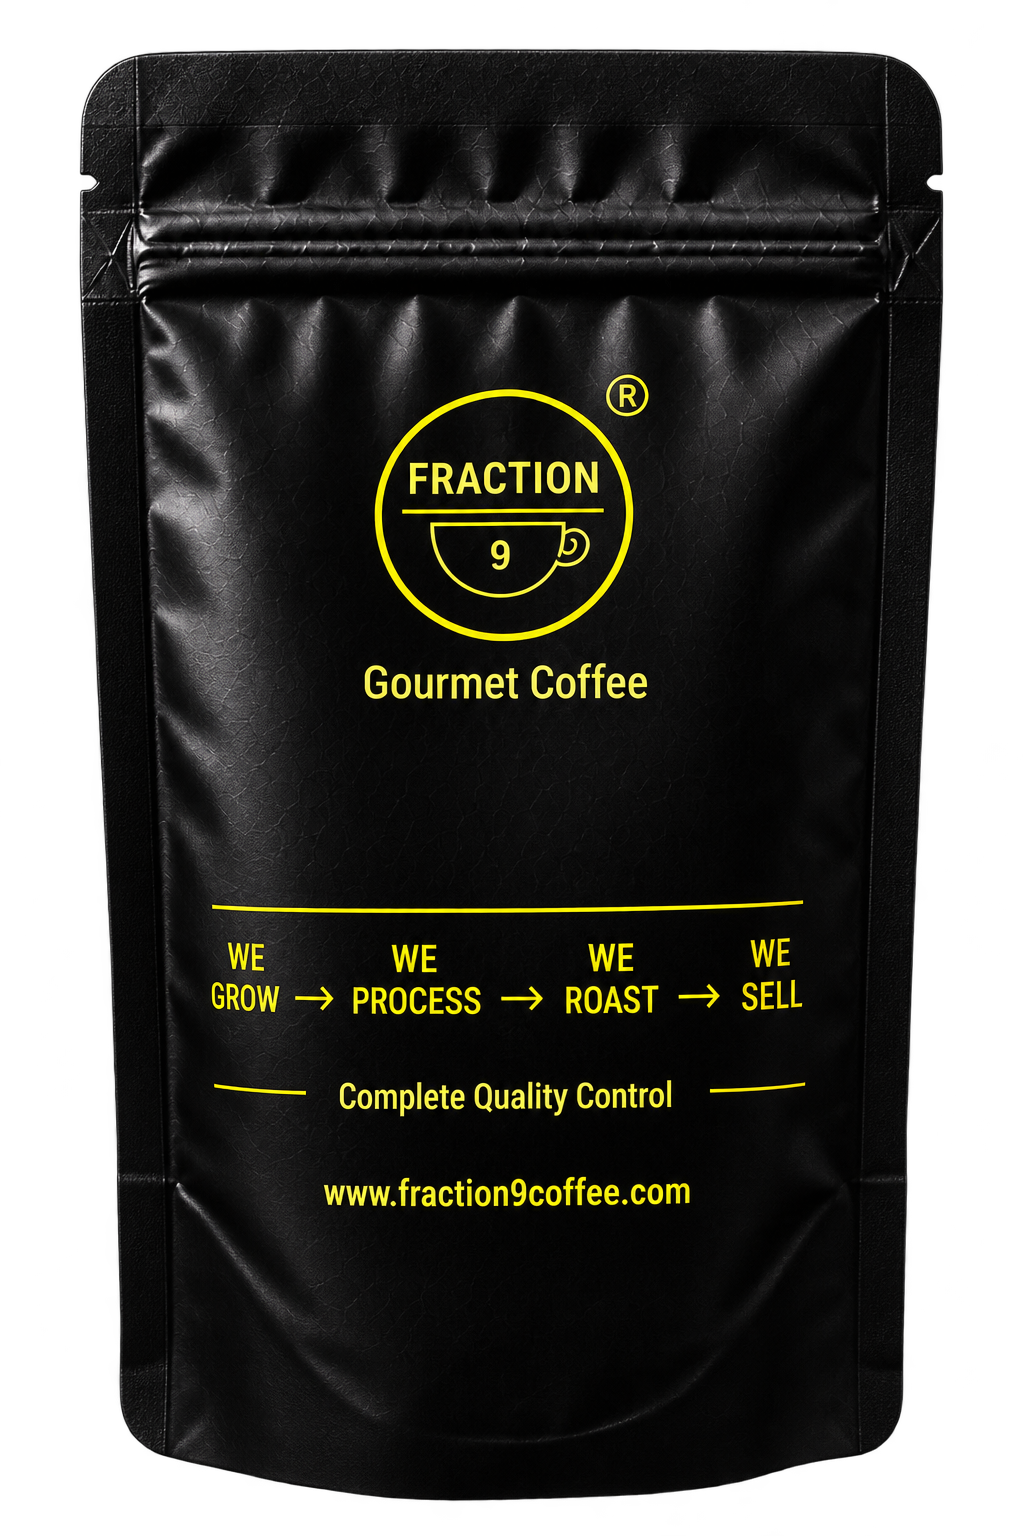 ®
FRACTION
9
Gourmet Coffee
WE GROW → WE PROCESS → WE ROAST → WE SELL
Complete Quality Control
www.fraction9coffee.com